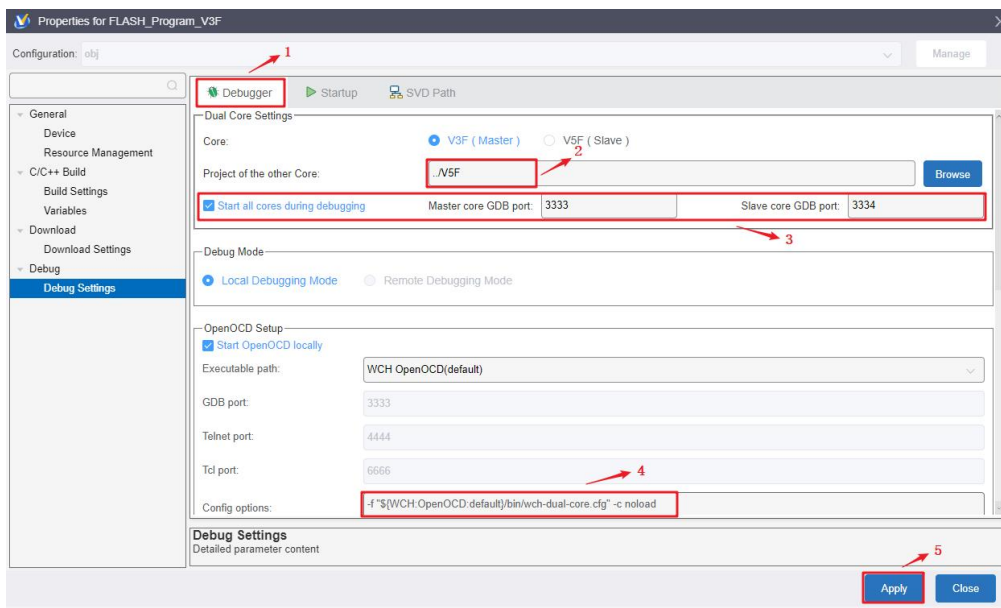 Properties for FLASH_Program_V3F
Configuration: obj
Manage
1
Debugger Startup SVD Path
General
Device
Resource Management
C/C++ Build
Build Settings
Variables
Download
Download Settings
Debug
Debug Settings
Dual Core Settings
Core: V3F ( Master ) V5F ( Slave )
2
Project of the other Core: ../V5F Browse
Start all cores during debugging Master core GDB port: 3333 Slave core GDB port: 3334
3
Debug Mode
Local Debugging Mode Remote Debugging Mode
OpenOCD Setup
Start OpenOCD locally
Executable path: WCH OpenOCD(default)
GDB port: 3333
Telnet port: 4444
Tcl port: 6666
4
Config options: -f "${WCH:OpenOCD:default}/bin/wch-dual-core.cfg" -c noload
Debug Settings
Detailed parameter content
5
Apply Close